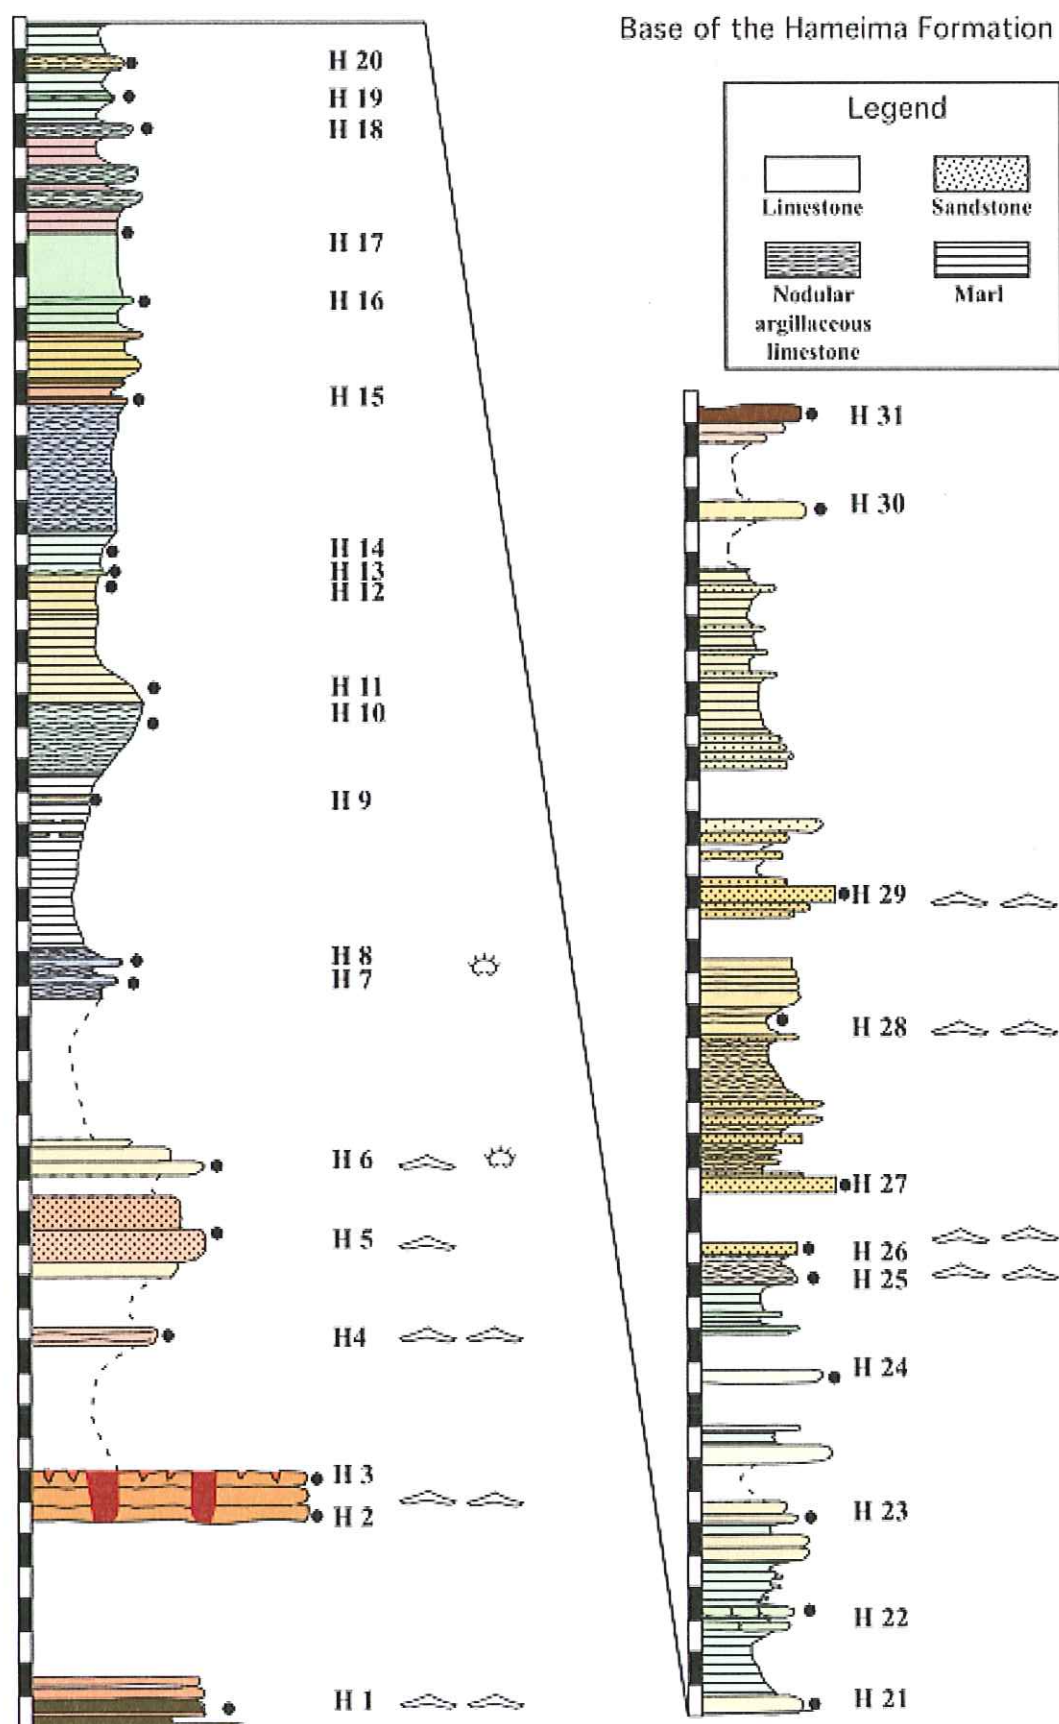 Base of the Hameima Formation
Legend
Limestone
Sandstone
Nodular
argillaceous
limestone
Marl
H 20
H 19
H 18
H 17
H 16
H 15
H 14
H 13
H 12
H 11
H 10
H 9
H 8
H 7
H 6
H 5
H4
H 3
H 2
H 1
H 31
H 30
H 29
H 28
H 27
H 26
H 25
H 24
H 23
H 22
H 21